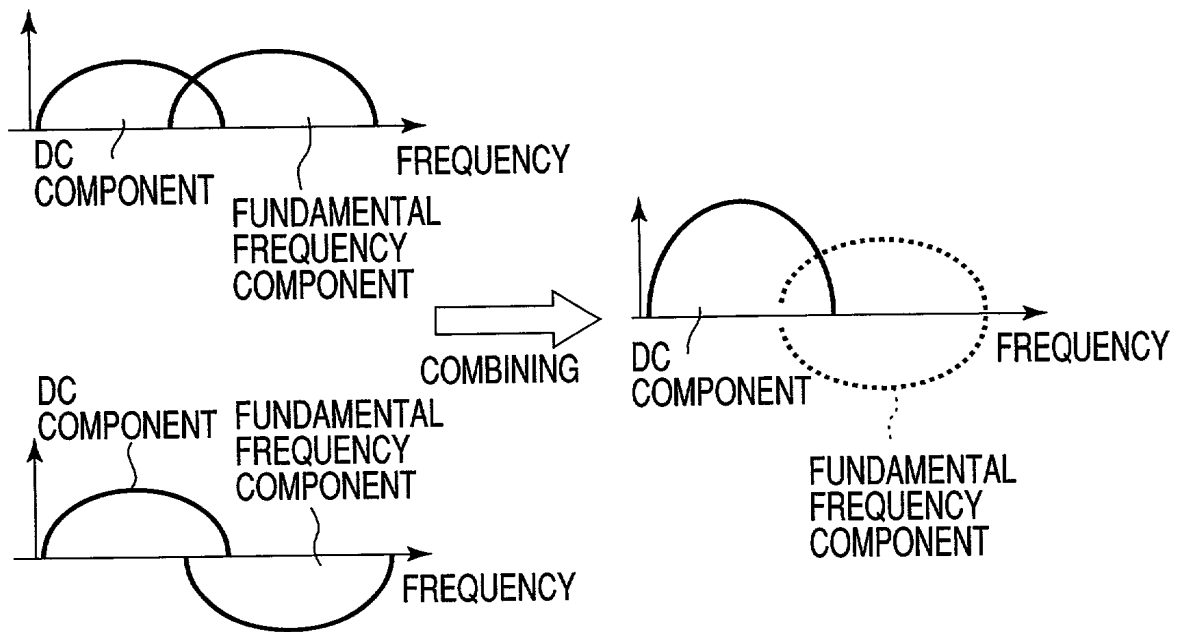 DC
COMPONENT
FREQUENCY
FUNDAMENTAL
FREQUENCY
COMPONENT
DC
COMPONENT
FUNDAMENTAL
FREQUENCY
COMPONENT
FREQUENCY
COMBINING
DC
COMPONENT
FREQUENCY
FUNDAMENTAL
FREQUENCY
COMPONENT